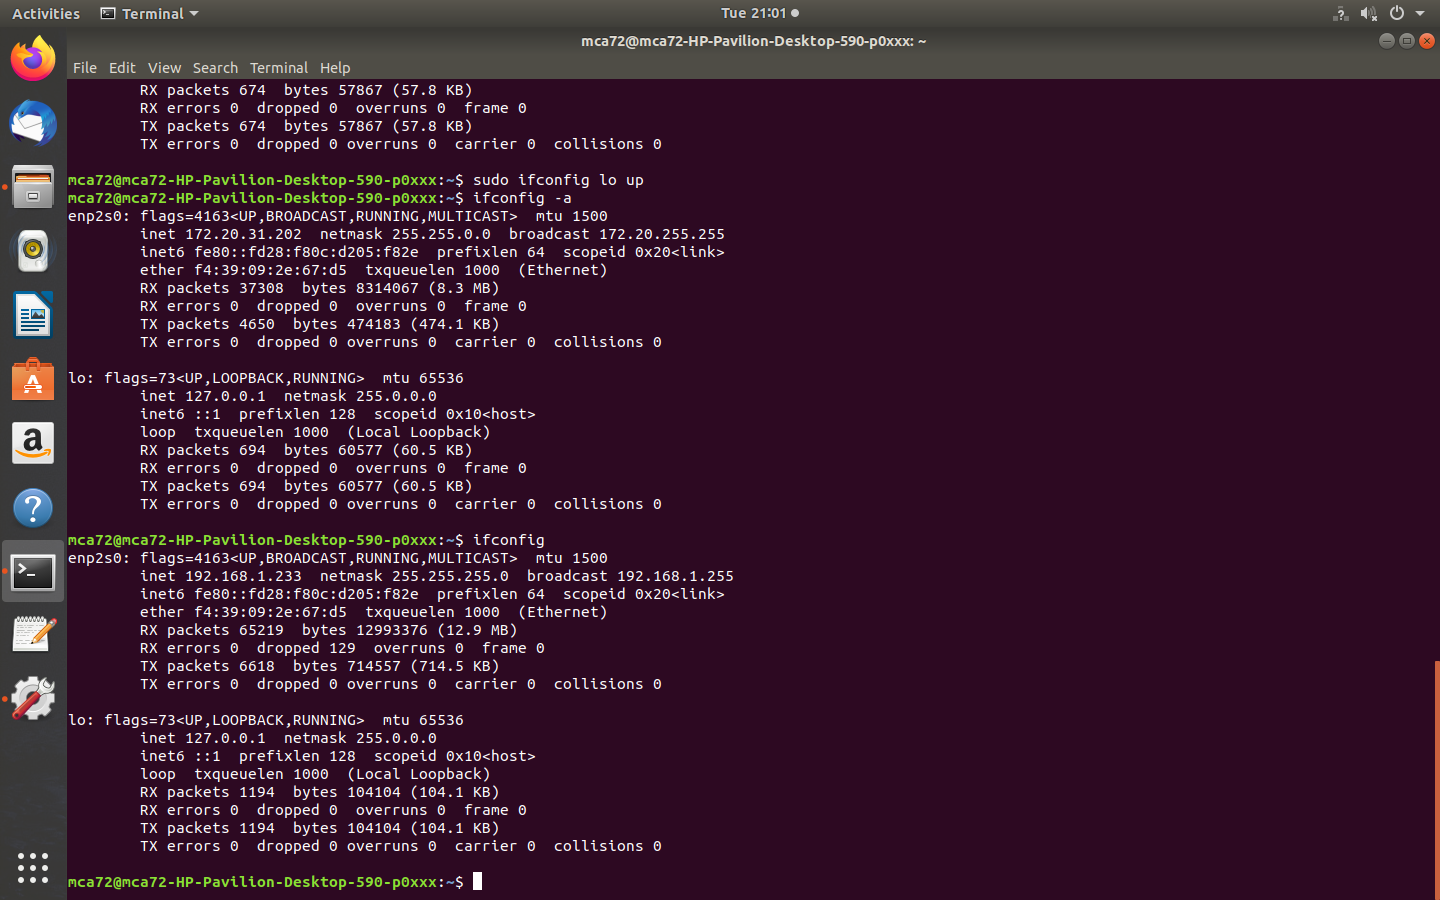 Activities Terminal Tue 21:01
mca72@mca72-HP-Pavilion-Desktop-590-p0xxx: ~
File Edit View Search Terminal Help
        RX packets 674  bytes 57867 (57.8 KB)
        RX errors 0  dropped 0  overruns 0  frame 0
        TX packets 674  bytes 57867 (57.8 KB)
        TX errors 0  dropped 0 overruns 0  carrier 0  collisions 0

mca72@mca72-HP-Pavilion-Desktop-590-p0xxx:~$ sudo ifconfig lo up
mca72@mca72-HP-Pavilion-Desktop-590-p0xxx:~$ ifconfig -a
enp2s0: flags=4163<UP,BROADCAST,RUNNING,MULTICAST>  mtu 1500
        inet 172.20.31.202  netmask 255.255.0.0  broadcast 172.20.255.255
        inet6 fe80::fd28:f80c:d205:f82e  prefixlen 64  scopeid 0x20<link>
        ether f4:39:09:2e:67:d5  txqueuelen 1000  (Ethernet)
        RX packets 37308  bytes 8314067 (8.3 MB)
        RX errors 0  dropped 0  overruns 0  frame 0
        TX packets 4650  bytes 474183 (474.1 KB)
        TX errors 0  dropped 0 overruns 0  carrier 0  collisions 0

lo: flags=73<UP,LOOPBACK,RUNNING>  mtu 65536
        inet 127.0.0.1  netmask 255.0.0.0
        inet6 ::1  prefixlen 128  scopeid 0x10<host>
        loop  txqueuelen 1000  (Local Loopback)
        RX packets 694  bytes 60577 (60.5 KB)
        RX errors 0  dropped 0  overruns 0  frame 0
        TX packets 694  bytes 60577 (60.5 KB)
        TX errors 0  dropped 0 overruns 0  carrier 0  collisions 0

mca72@mca72-HP-Pavilion-Desktop-590-p0xxx:~$ ifconfig
enp2s0: flags=4163<UP,BROADCAST,RUNNING,MULTICAST>  mtu 1500
        inet 192.168.1.233  netmask 255.255.255.0  broadcast 192.168.1.255
        inet6 fe80::fd28:f80c:d205:f82e  prefixlen 64  scopeid 0x20<link>
        ether f4:39:09:2e:67:d5  txqueuelen 1000  (Ethernet)
        RX packets 65219  bytes 12993376 (12.9 MB)
        RX errors 0  dropped 129  overruns 0  frame 0
        TX packets 6618  bytes 714557 (714.5 KB)
        TX errors 0  dropped 0 overruns 0  carrier 0  collisions 0

lo: flags=73<UP,LOOPBACK,RUNNING>  mtu 65536
        inet 127.0.0.1  netmask 255.0.0.0
        inet6 ::1  prefixlen 128  scopeid 0x10<host>
        loop  txqueuelen 1000  (Local Loopback)
        RX packets 1194  bytes 104104 (104.1 KB)
        RX errors 0  dropped 0  overruns 0  frame 0
        TX packets 1194  bytes 104104 (104.1 KB)
        TX errors 0  dropped 0 overruns 0  carrier 0  collisions 0

mca72@mca72-HP-Pavilion-Desktop-590-p0xxx:~$